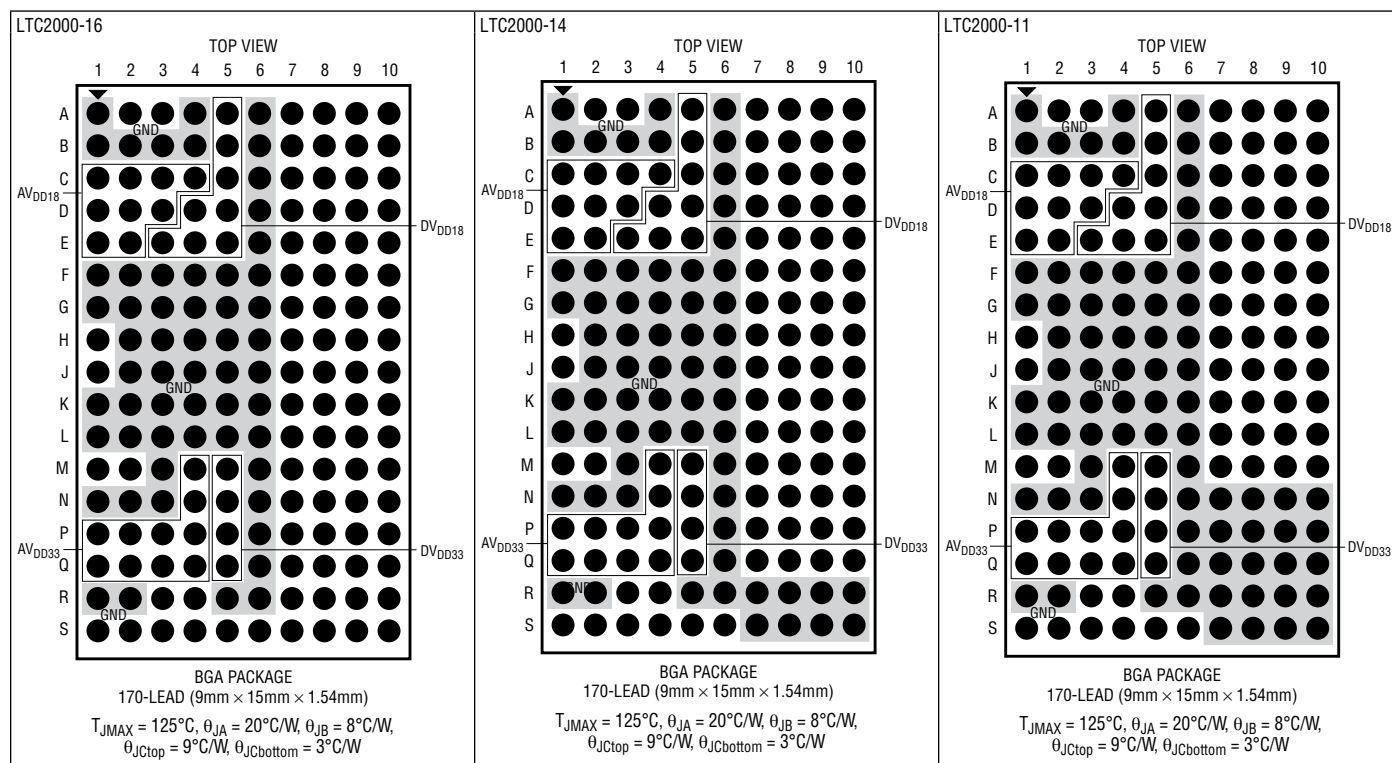 LTC2000-16
TOP VIEW
1 2 3 4 5 6 7 8 9 10
A
GND
B
C
AVDD18
D
DVDD18
E
F
G
H
J
GND
K
L
M
N
P
AVDD33
DVDD33
Q
R
GND
S
BGA PACKAGE
170-LEAD (9mm × 15mm × 1.54mm)
TJMAX = 125°C, θJA = 20°C/W, θJB = 8°C/W,
θJCtop = 9°C/W, θJCbottom = 3°C/W
LTC2000-14
TOP VIEW
1 2 3 4 5 6 7 8 9 10
A
GND
B
C
AVDD18
D
DVDD18
E
F
G
H
J
GND
K
L
M
N
P
AVDD33
DVDD33
Q
R
GND
S
BGA PACKAGE
170-LEAD (9mm × 15mm × 1.54mm)
TJMAX = 125°C, θJA = 20°C/W, θJB = 8°C/W,
θJCtop = 9°C/W, θJCbottom = 3°C/W
LTC2000-11
TOP VIEW
1 2 3 4 5 6 7 8 9 10
A
GND
B
C
AVDD18
D
DVDD18
E
F
G
H
J
GND
K
L
M
N
P
AVDD33
DVDD33
Q
R
GND
S
BGA PACKAGE
170-LEAD (9mm × 15mm × 1.54mm)
TJMAX = 125°C, θJA = 20°C/W, θJB = 8°C/W,
θJCtop = 9°C/W, θJCbottom = 3°C/W